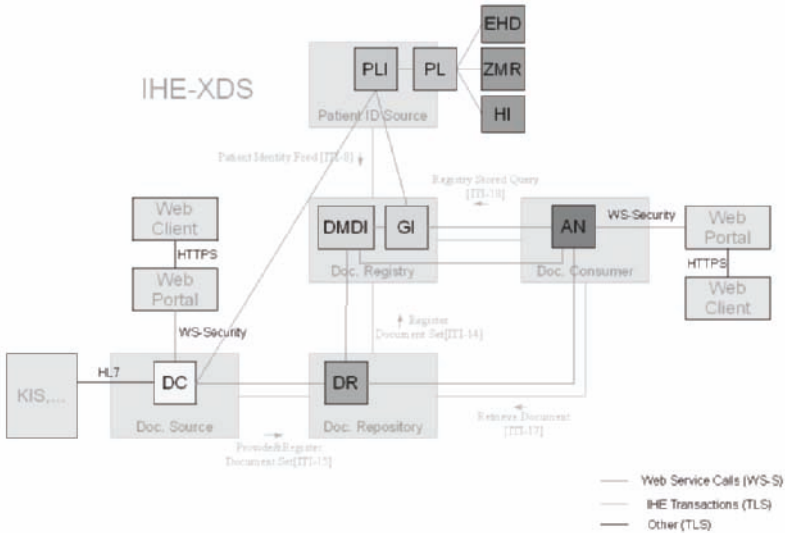 EHD
IHE-XDS
PLI
PL
ZMR
HI
Patient ID Source
Patient Identity Feed [ITI-8]
Registry Stored Query
[ITI-18]
Web
Client
HTTPS
Web
Portal
WS-Security
DMDI
GI
Doc. Registry
AN
Doc. Consumer
WS-Security
Web
Portal
HTTPS
Web
Client
Register
Document Set[ITI-14]
KIS,...
HL7
DC
Doc. Source
DR
Doc. Repository
Provide&Register
Document Set[ITI-15]
Retrieve Document
[ITI-17]
Web Service Calls (WS-S)
IHE Transactions (TLS)
Other (TLS)